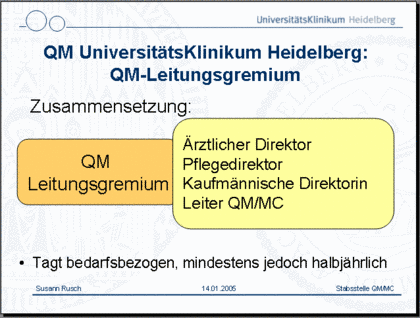 UniversitätsKlinikum Heidelberg
QM UniversitätsKlinikum Heidelberg:
QM-Leitungsgremium
Zusammensetzung:
QM
Leitungsgremium
Ärztlicher Direktor
Pflegedirektor
Kaufmännische Direktorin
Leiter QM/MC
• Tagt bedarfsbezogen, mindestens jedoch halbjährlich
Susann Rusch 14.01.2005 Stabsstelle QM/MC